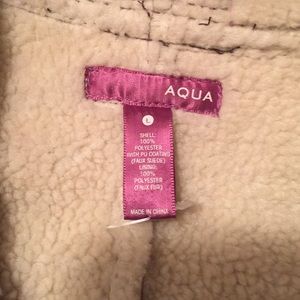 AQUA
L
SHELL:
100%
POLYESTER
WITH PU COATING
(FAUX SUEDE)
LINING:
100%
POLYESTER
(FAUX FUR)
MADE IN CHINA